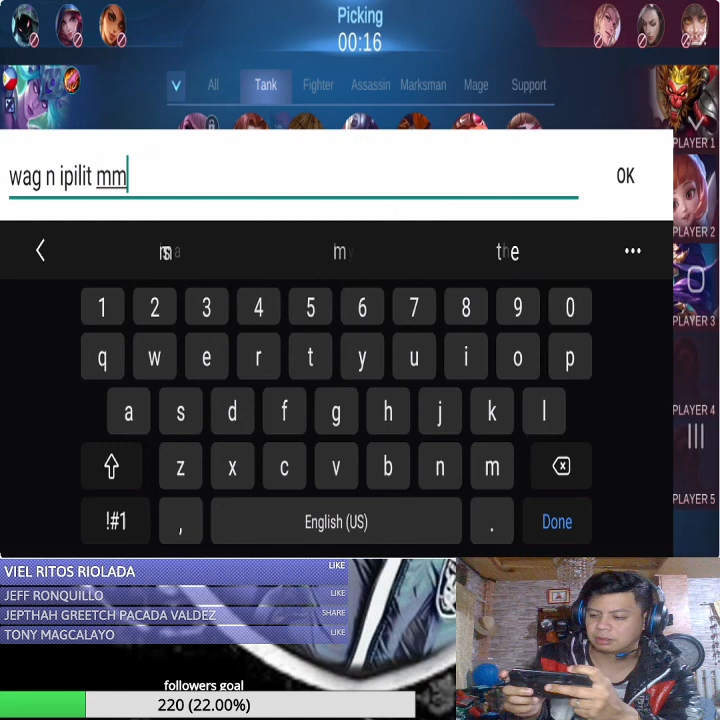 Picking
00:16
All Tank Fighter Assassin Marksman Mage Support
PLAYER 1
wag n ipilit mm
OK
PLAYER 2
my the
PLAYER 3
1 2 3 4 5 6 7 8 9 0
q w e r t y u i o p
a s d f g h j k l
PLAYER 4
z x c v b n m
PLAYER 5
!#1 , English (US) . Done
VIEL RITOS RIOLADA LIKE
JEFF RONQUILLO LIKE
JEPTHAH GREETCH PACADA VALDEZ SHARE
TONY MAGCALAYO LIKE
followers goal
220 (22.00%)